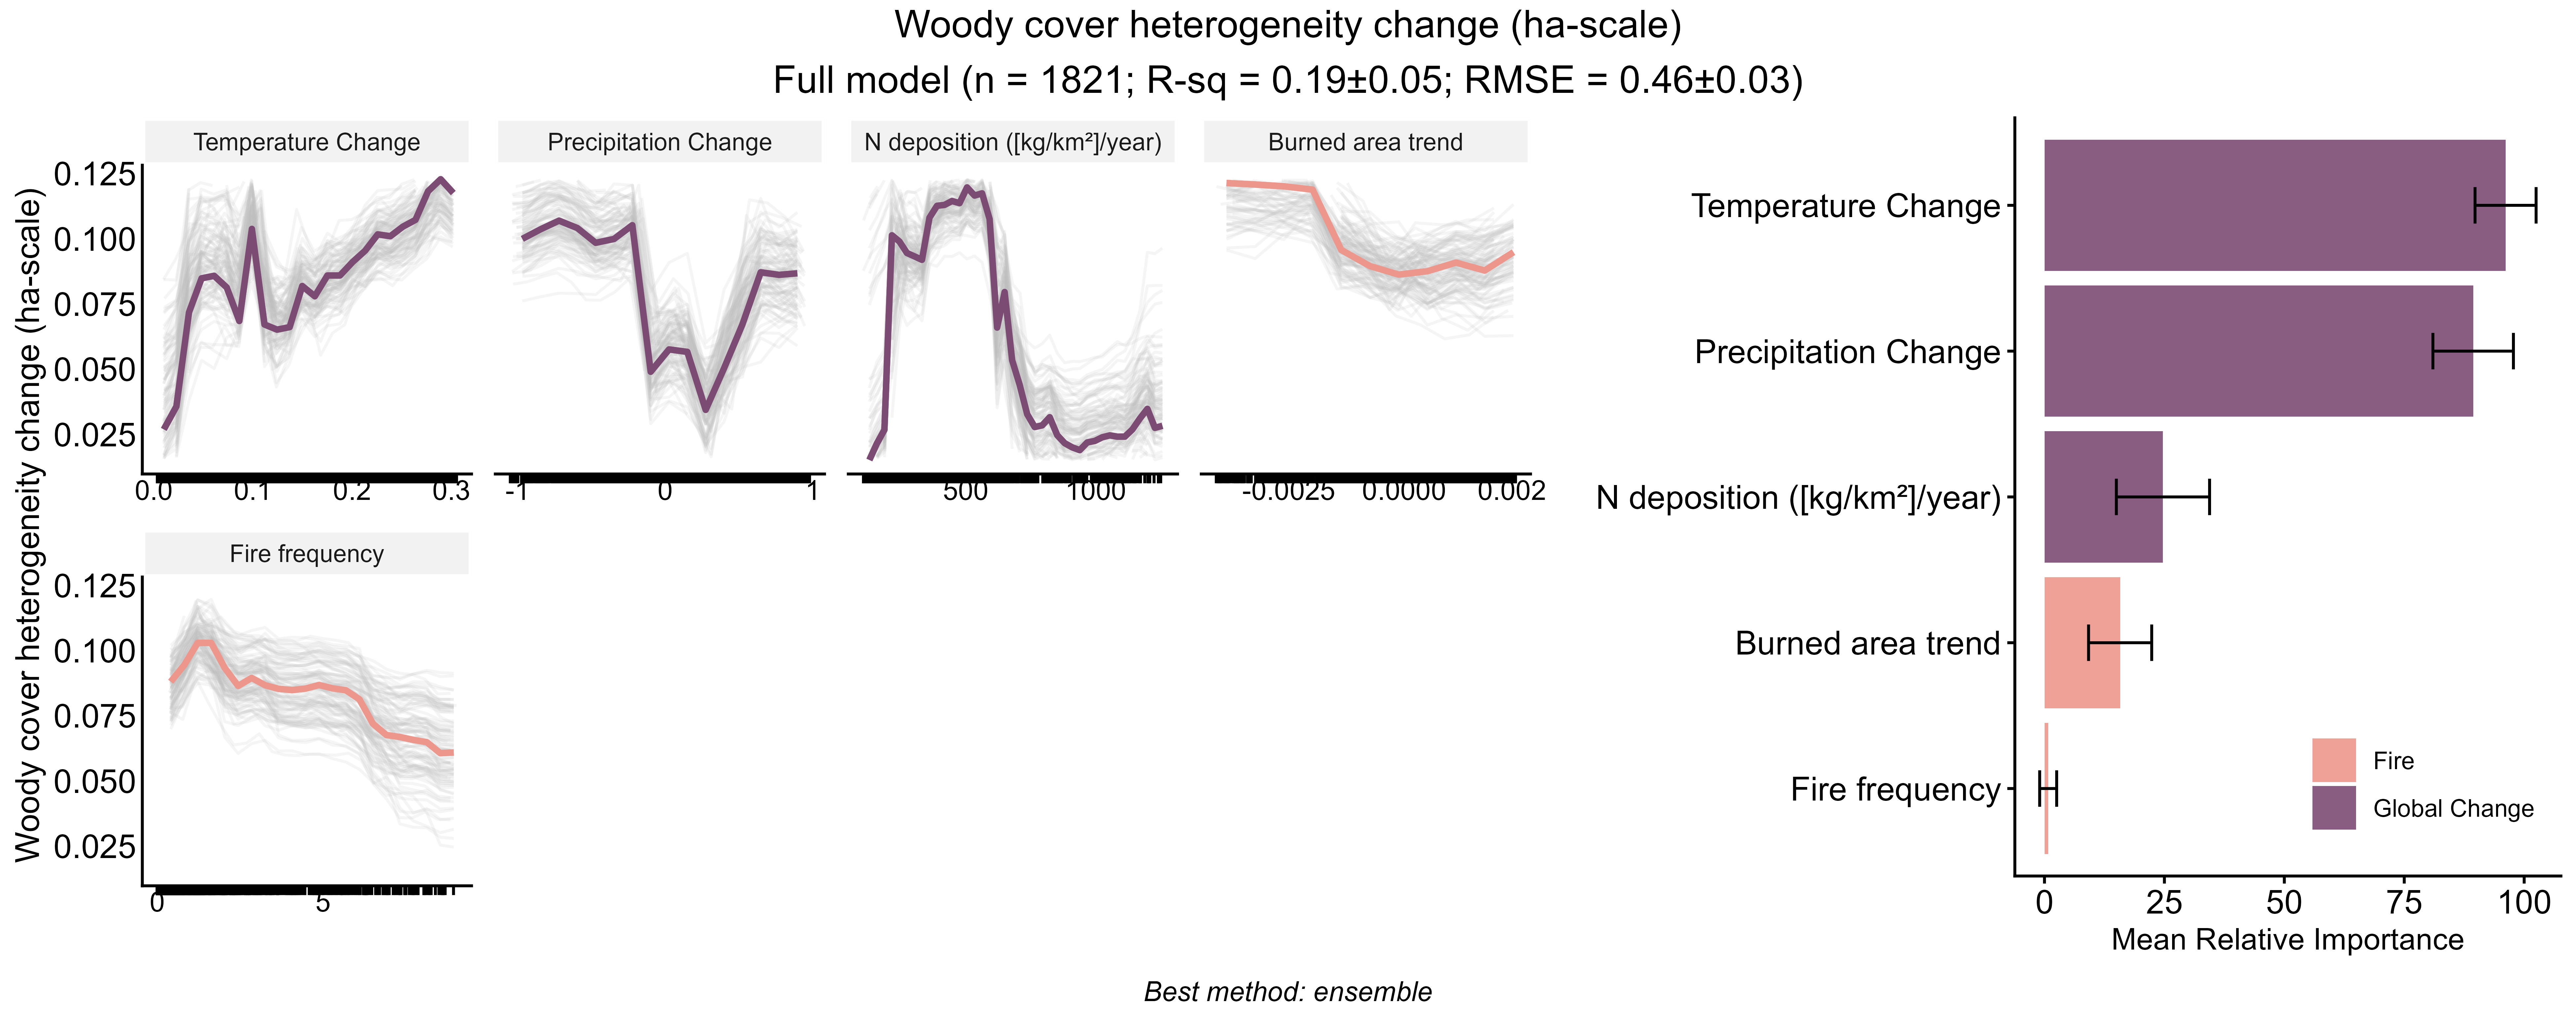 Woody cover heterogeneity change (ha-scale)
Full model (n = 1821; R-sq = 0.19±0.05; RMSE = 0.46±0.03)
Woody cover heterogeneity change (ha-scale)
Temperature Change
0.125
0.100
0.075
0.050
0.025
0.0 0.1 0.2 0.3
Precipitation Change
-1 0 1
N deposition ([kg/km²]/year)
500 1000
Burned area trend
-0.0025 0.0000 0.002
Fire frequency
0.125
0.100
0.075
0.050
0.025
0 5
Temperature Change
Precipitation Change
N deposition ([kg/km²]/year)
Burned area trend
Fire frequency
Fire
Global Change
0 25 50 75 100
Mean Relative Importance
Best method: ensemble